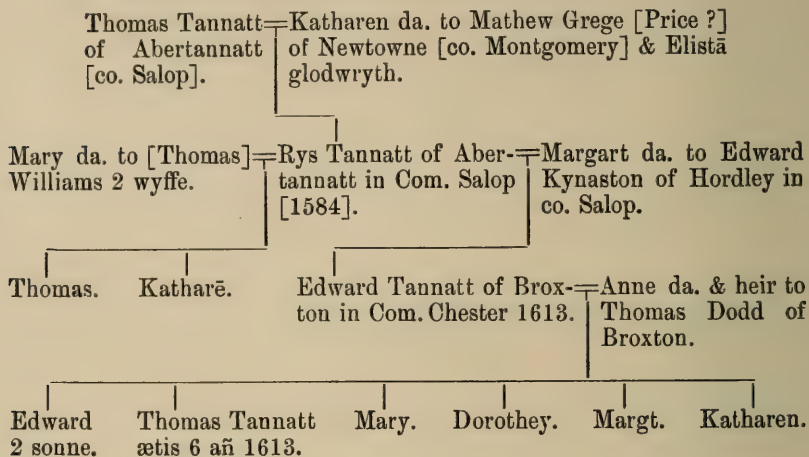 Thomas Tannatt
of Abertannatt
[co. Salop].
Katharen da. to Mathew Grege [Price ?]
of Newtowne [co. Montgomery] & Elistā
glodwryth.
Mary da. to [Thomas]
Williams 2 wyffe.
Rys Tannatt of Aber-
tannatt in Com. Salop
[1584].
Margart da. to Edward
Kynaston of Hordley in
co. Salop.
Thomas.
Katharē.
Edward Tannatt of Brox-
ton in Com. Chester 1613.
Anne da. & heir to
Thomas Dodd of
Broxton.
Edward
2 sonne.
Thomas Tannatt
ætis 6 añ 1613.
Mary.
Dorothey.
Margt.
Katharen.